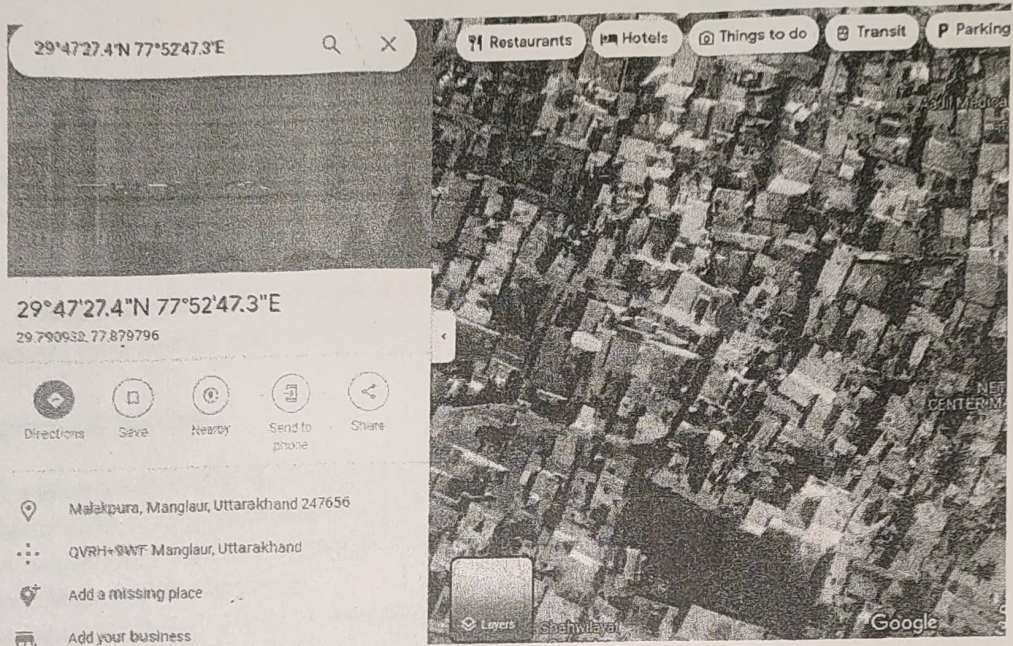 29°47'27.4"N 77°52'47.3"E
Restaurants
Hotels
Things to do
Transit
Parking
29°47'27.4"N 77°52'47.3"E
77.879796
Directions
Save
Nearby
Send to phone
Share
Malakpura, Manglaur, Uttarakhand 247656
QVRH+9WF Manglaur, Uttarakhand
Add a missing place
Add your business
Layers
Shahwilayat
Google
NET
CENTER M